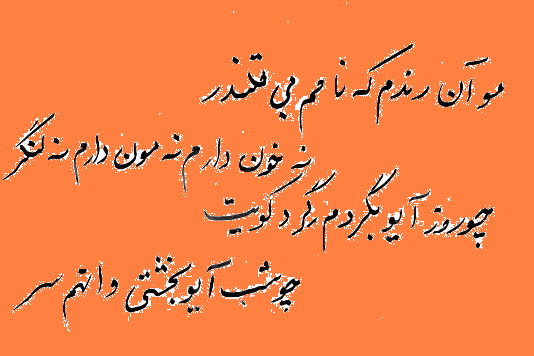 مو آن رندم که نامم بی قلندر
نه خون دارم نه مون دارم نه لنگر
چو روز آیو بگردم گرد کویت
چو شب آیو بخشتی وانهم سر